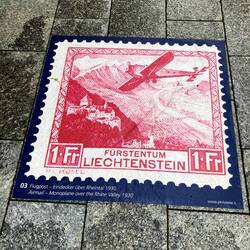 1·Fr.
FÜRSTENTUM
LIECHTENSTEIN
1·Fr.
03 Flugpost – Eindecker über Rheintal 1930
Airmail – Monoplane over the Rhine Valley 1930